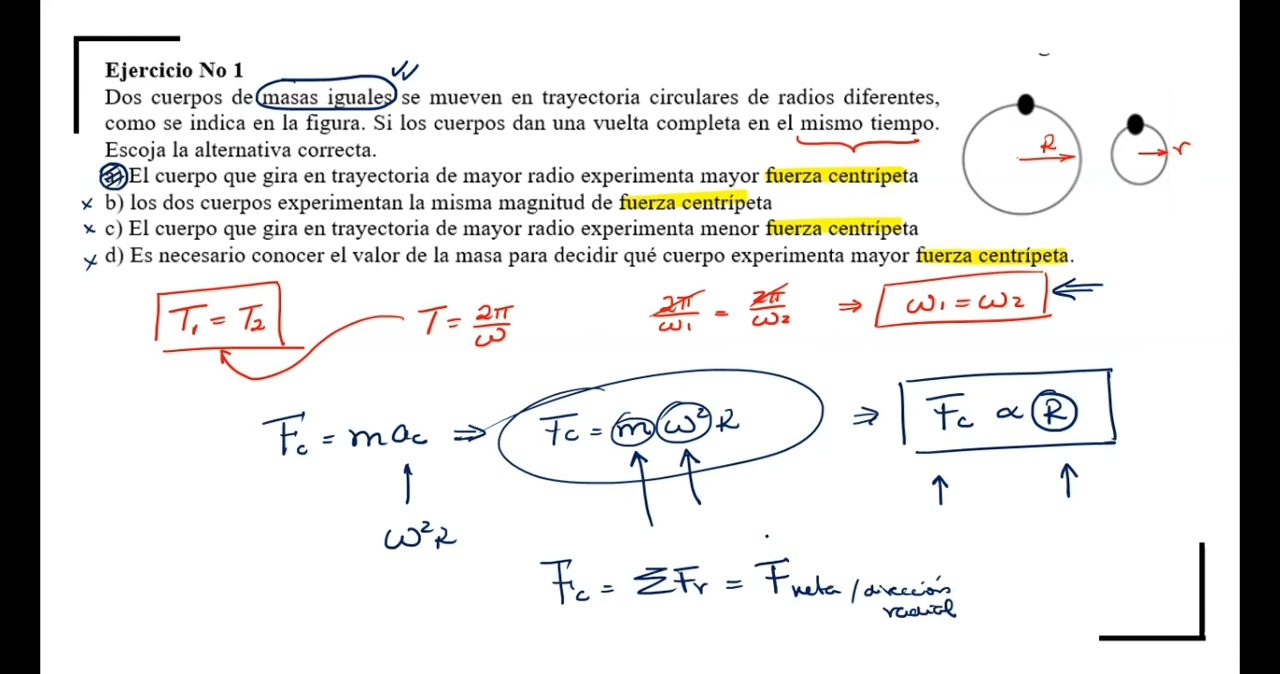 Ejercicio No 1
Dos cuerpos de masas iguales se mueven en trayectoria circulares de radios diferentes,
como se indica en la figura. Si los cuerpos dan una vuelta completa en el mismo tiempo.
Escoja la alternativa correcta.
El cuerpo que gira en trayectoria de mayor radio experimenta mayor fuerza centrípeta
× b) los dos cuerpos experimentan la misma magnitud de fuerza centrípeta
× c) El cuerpo que gira en trayectoria de mayor radio experimenta menor fuerza centrípeta
× d) Es necesario conocer el valor de la masa para decidir qué cuerpo experimenta mayor fuerza centrípeta.
R
r
T₁ = T₂ T = 2π/ω 2π/ω₁ = 2π/ω₂ ⇒ ω₁ = ω₂
Fc = mac ⇒ Fc = mω²R ⇒ Fc ∝ R
ω²R
Fc = ΣFr = Fneta / dirección
radial